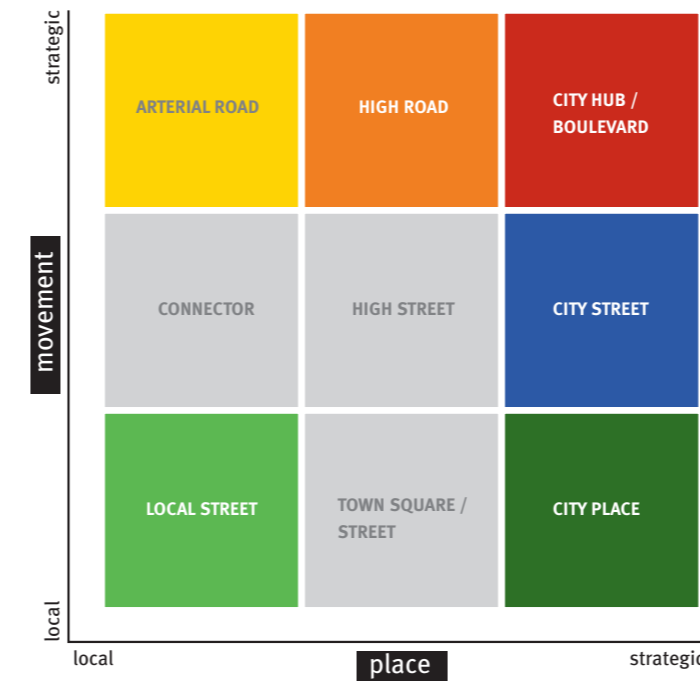 strategic
ARTERIAL ROAD
HIGH ROAD
CITY HUB /
BOULEVARD
movement
CONNECTOR
HIGH STREET
CITY STREET
LOCAL STREET
TOWN SQUARE /
STREET
CITY PLACE
local
local
place
strategic